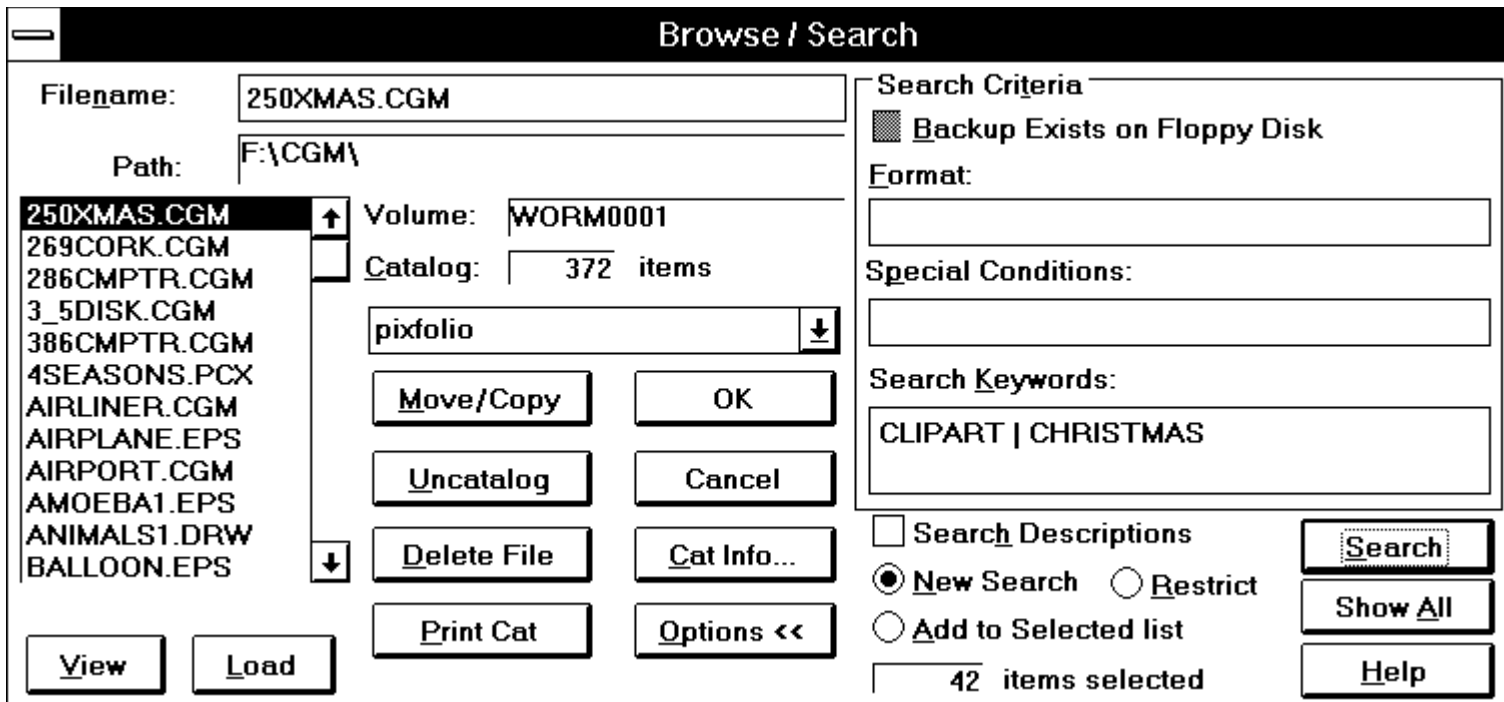 Browse / Search
Filename: 250XMAS.CGM
Path: F:\CGM\
250XMAS.CGM
269CORK.CGM
286CMPTR.CGM
3_5DISK.CGM
386CMPTR.CGM
4SEASONS.PCX
AIRLINER.CGM
AIRPLANE.EPS
AIRPORT.CGM
AMOEBA1.EPS
ANIMALS1.DRW
BALLOON.EPS
View Load
Volume: WORM0001
Catalog: 372 items
pixfolio
Move/Copy OK
Uncatalog Cancel
Delete File Cat Info...
Print Cat Options <<
Search Criteria
Backup Exists on Floppy Disk
Format:
Special Conditions:
Search Keywords:
CLIPART | CHRISTMAS
Search Descriptions
New Search Restrict
Add to Selected list
42 items selected
Search
Show All
Help